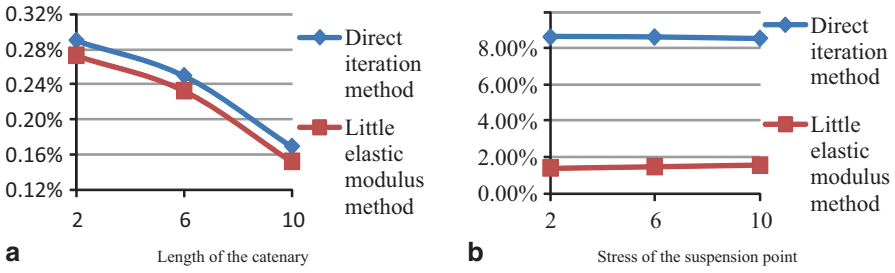 0.32%
0.28%
0.24%
0.20%
0.16%
0.12%
2
6
10
Direct
iteration
method
Little
elastic
modulus
method
a
Length of the catenary
8.00%
6.00%
4.00%
2.00%
0.00%
2
6
10
Direct
iteration
method
Little
elastic
modulus
method
b
Stress of the suspension point